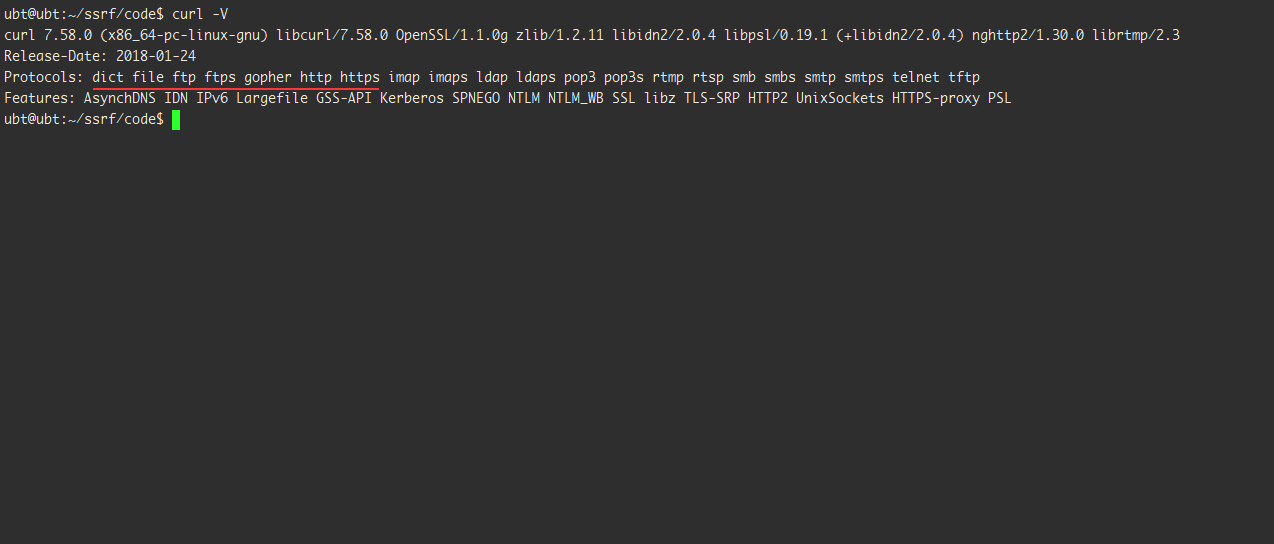 ubt@ubt:~/ssrf/code$ curl -V
curl 7.58.0 (x86_64-pc-linux-gnu) libcurl/7.58.0 OpenSSL/1.1.0g zlib/1.2.11 libidn2/2.0.4 libpsl/0.19.1 (+libidn2/2.0.4) nghttp2/1.30.0 librtmp/2.3
Release-Date: 2018-01-24
Protocols: dict file ftp ftps gopher http https imap imaps ldap ldaps pop3 pop3s rtmp rtsp smb smbs smtp smtps telnet tftp
Features: AsynchDNS IDN IPv6 Largefile GSS-API Kerberos SPNEGO NTLM NTLM_WB SSL libz TLS-SRP HTTP2 UnixSockets HTTPS-proxy PSL
ubt@ubt:~/ssrf/code$